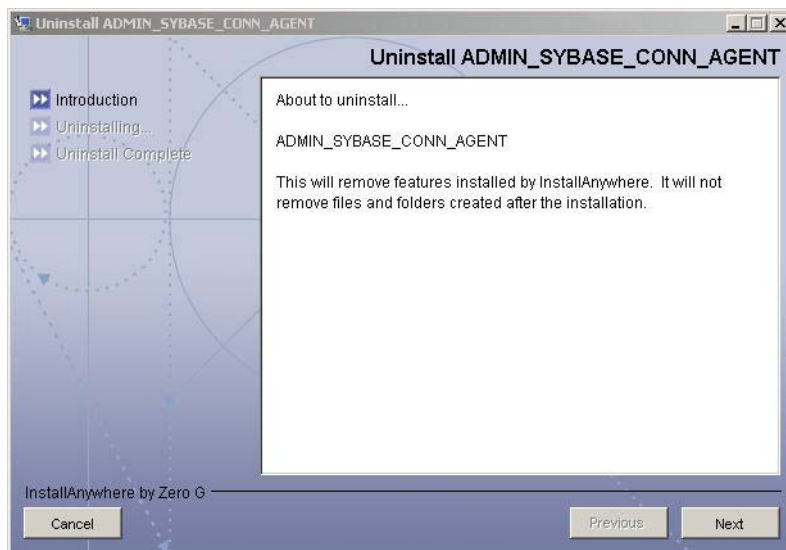 Uninstall ADMIN_SYBASE_CONN_AGENT
Uninstall ADMIN_SYBASE_CONN_AGENT
Introduction
Uninstalling...
Uninstall Complete
About to uninstall...
ADMIN_SYBASE_CONN_AGENT
This will remove features installed by InstallAnywhere. It will not
remove files and folders created after the installation.
InstallAnywhere by Zero G
Cancel
Previous
Next